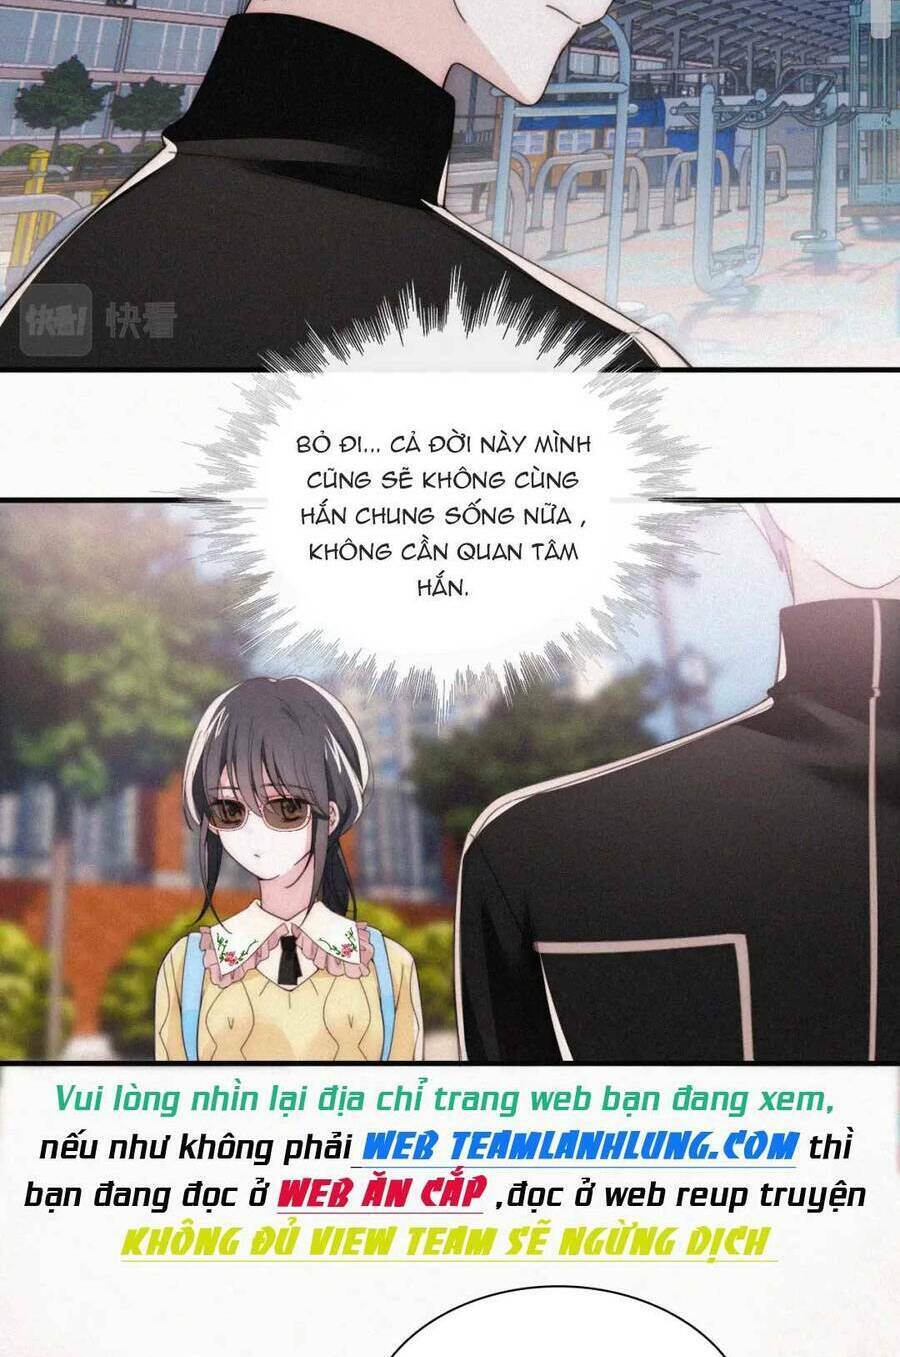 快看! 快看
BỎ ĐI... CẢ ĐỜI NÀY MÌNH
CŨNG SẼ KHÔNG CÙNG
HẮN CHUNG SỐNG NỮA ,
KHÔNG CẦN QUAN TÂM
HẮN.
Vui lòng nhìn lại địa chỉ trang web bạn đang xem,
nếu như không phải WEB TEAMLANHLUNG.COM thì
bạn đang đọc ở WEB ĂN CẮP ,đọc ở web reup truyện
KHÔNG ĐỦ VIEW TEAM SẼ NGỪNG DỊCH